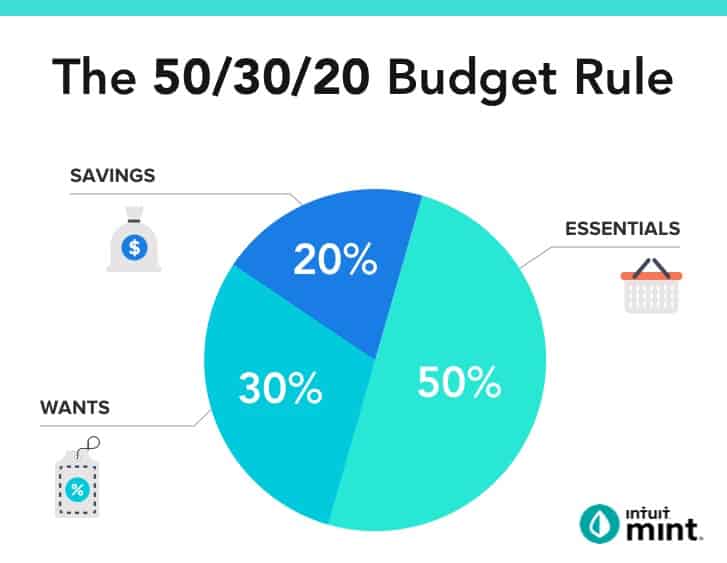 The 50/30/20 Budget Rule
SAVINGS
$
20%
ESSENTIALS
50%
30%
WANTS
%
intuit
mint.